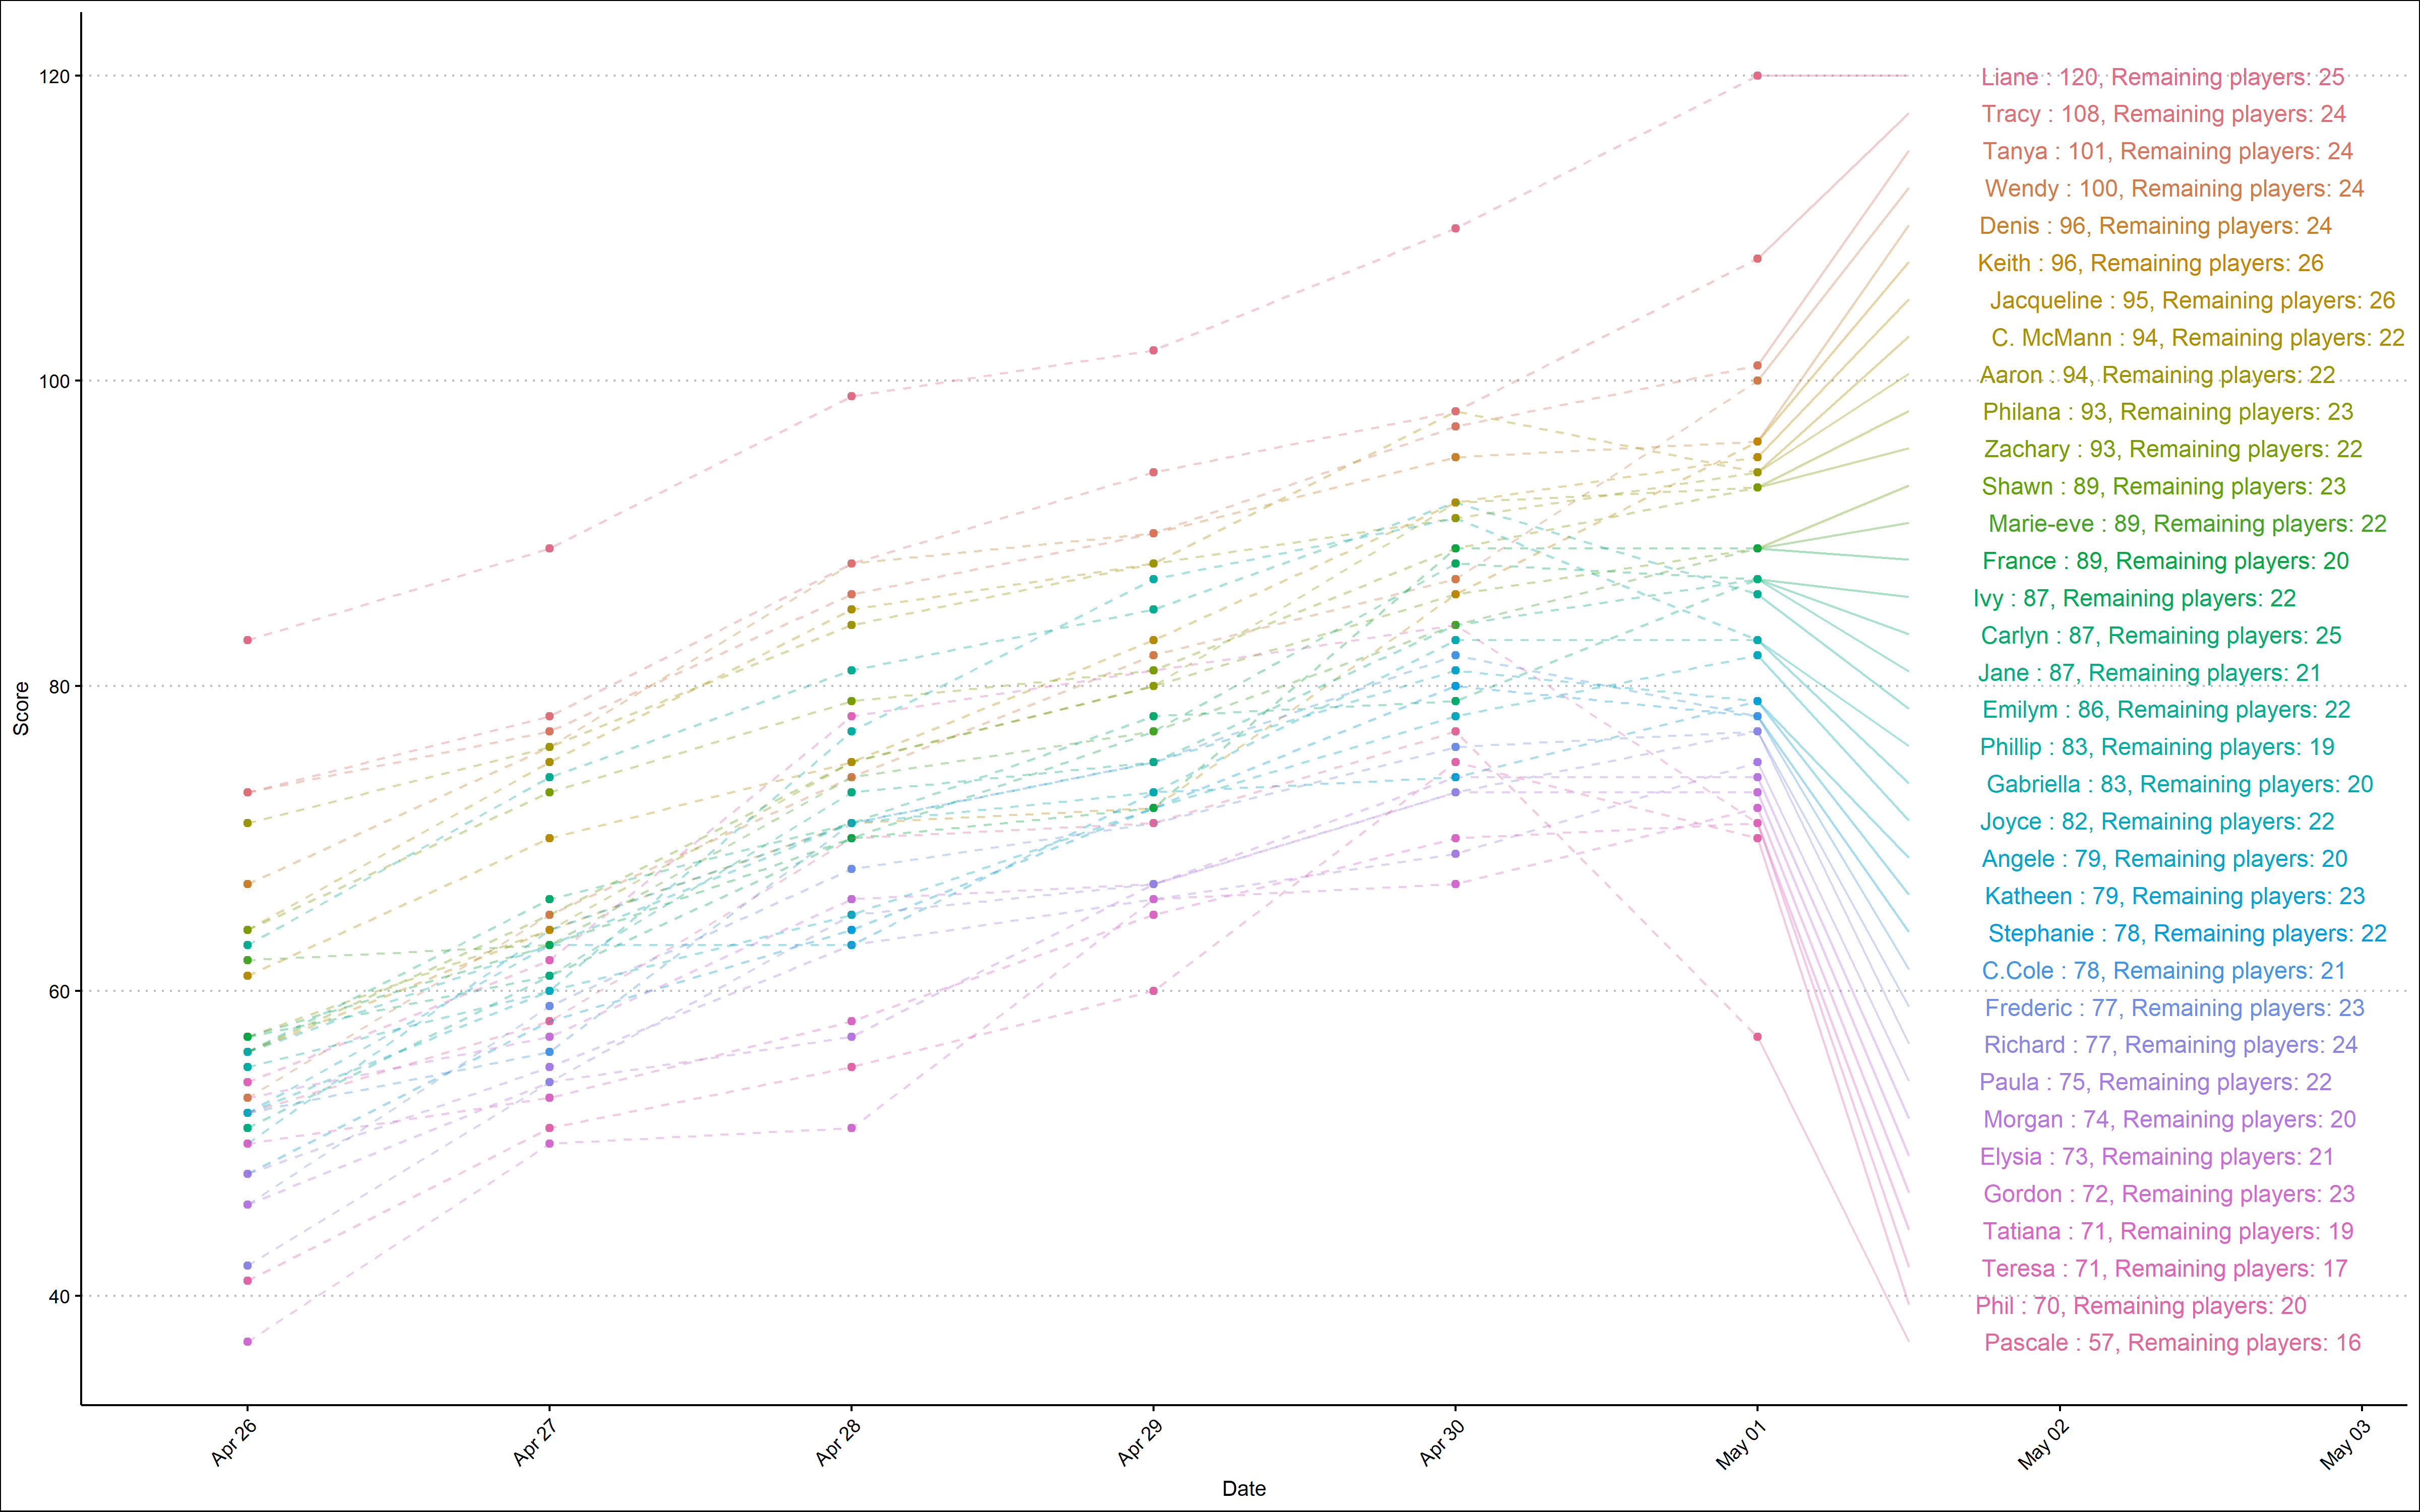 120
100
80
60
40
Score
Liane : 120, Remaining players: 25
Tracy : 108, Remaining players: 24
Tanya : 101, Remaining players: 24
Wendy : 100, Remaining players: 24
Denis : 96, Remaining players: 24
Keith : 96, Remaining players: 26
Jacqueline : 95, Remaining players: 26
C. McMann : 94, Remaining players: 22
Aaron : 94, Remaining players: 22
Philana : 93, Remaining players: 23
Zachary : 93, Remaining players: 22
Shawn : 89, Remaining players: 23
Marie-eve : 89, Remaining players: 22
France : 89, Remaining players: 20
Ivy : 87, Remaining players: 22
Carlyn : 87, Remaining players: 25
Jane : 87, Remaining players: 21
Emilym : 86, Remaining players: 22
Phillip : 83, Remaining players: 19
Gabriella : 83, Remaining players: 20
Joyce : 82, Remaining players: 22
Angele : 79, Remaining players: 20
Katheen : 79, Remaining players: 23
Stephanie : 78, Remaining players: 22
C.Cole : 78, Remaining players: 21
Frederic : 77, Remaining players: 23
Richard : 77, Remaining players: 24
Paula : 75, Remaining players: 22
Morgan : 74, Remaining players: 20
Elysia : 73, Remaining players: 21
Gordon : 72, Remaining players: 23
Tatiana : 71, Remaining players: 19
Teresa : 71, Remaining players: 17
Phil : 70, Remaining players: 20
Pascale : 57, Remaining players: 16
Apr 26
Apr 27
Apr 28
Apr 29
Apr 30
May 01
May 02
May 03
Date